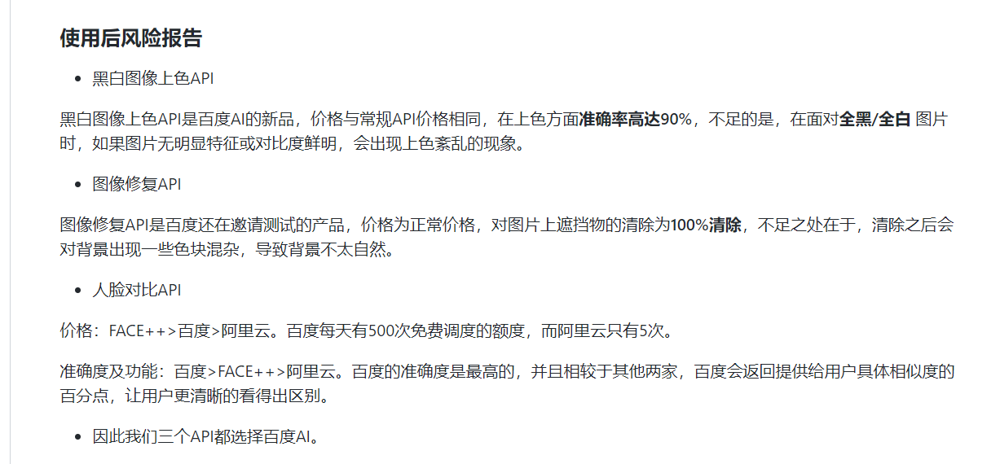 使用后风险报告
• 黑白图像上色API
黑白图像上色API是百度AI的新品，价格与常规API价格相同，在上色方面准确率高达90%，不足的是，在面对全黑/全白 图片
时，如果图片无明显特征或对比度鲜明，会出现上色紊乱的现象。
• 图像修复API
图像修复API是百度还在邀请测试的产品，价格为正常价格，对图片上遮挡物的清除为100%清除，不足之处在于，清除之后会
对背景出现一些色块混杂，导致背景不太自然。
• 人脸对比API
价格：FACE++>百度>阿里云。百度每天有500次免费调度的额度，而阿里云只有5次。
准确度及功能：百度>FACE++>阿里云。百度的准确度是最高的，并且相较于其他两家，百度会返回提供给用户具体相似度的
百分点，让用户更清晰的看得出区别。
• 因此我们三个API都选择百度AI。